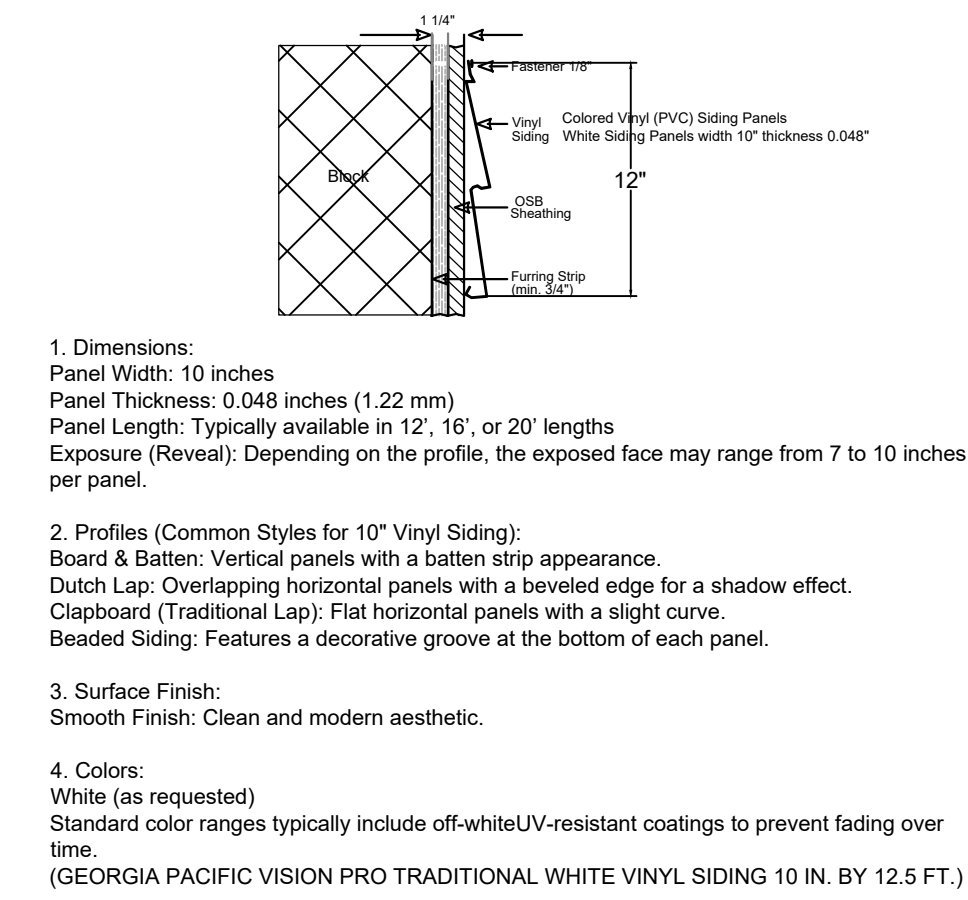 1 1/4"
Fastener 1/8"
Vinyl
Siding
Colored Vinyl (PVC) Siding Panels
White Siding Panels width 10" thickness 0.048"
Block
12"
OSB
Sheathing
Furring Strip
(min. 3/4")
1. Dimensions:
Panel Width: 10 inches
Panel Thickness: 0.048 inches (1.22 mm)
Panel Length: Typically available in 12’, 16’, or 20’ lengths
Exposure (Reveal): Depending on the profile, the exposed face may range from 7 to 10 inches
per panel.
2. Profiles (Common Styles for 10" Vinyl Siding):
Board & Batten: Vertical panels with a batten strip appearance.
Dutch Lap: Overlapping horizontal panels with a beveled edge for a shadow effect.
Clapboard (Traditional Lap): Flat horizontal panels with a slight curve.
Beaded Siding: Features a decorative groove at the bottom of each panel.
3. Surface Finish:
Smooth Finish: Clean and modern aesthetic.
4. Colors:
White (as requested)
Standard color ranges typically include off-whiteUV-resistant coatings to prevent fading over
time.
(GEORGIA PACIFIC VISION PRO TRADITIONAL WHITE VINYL SIDING 10 IN. BY 12.5 FT.)